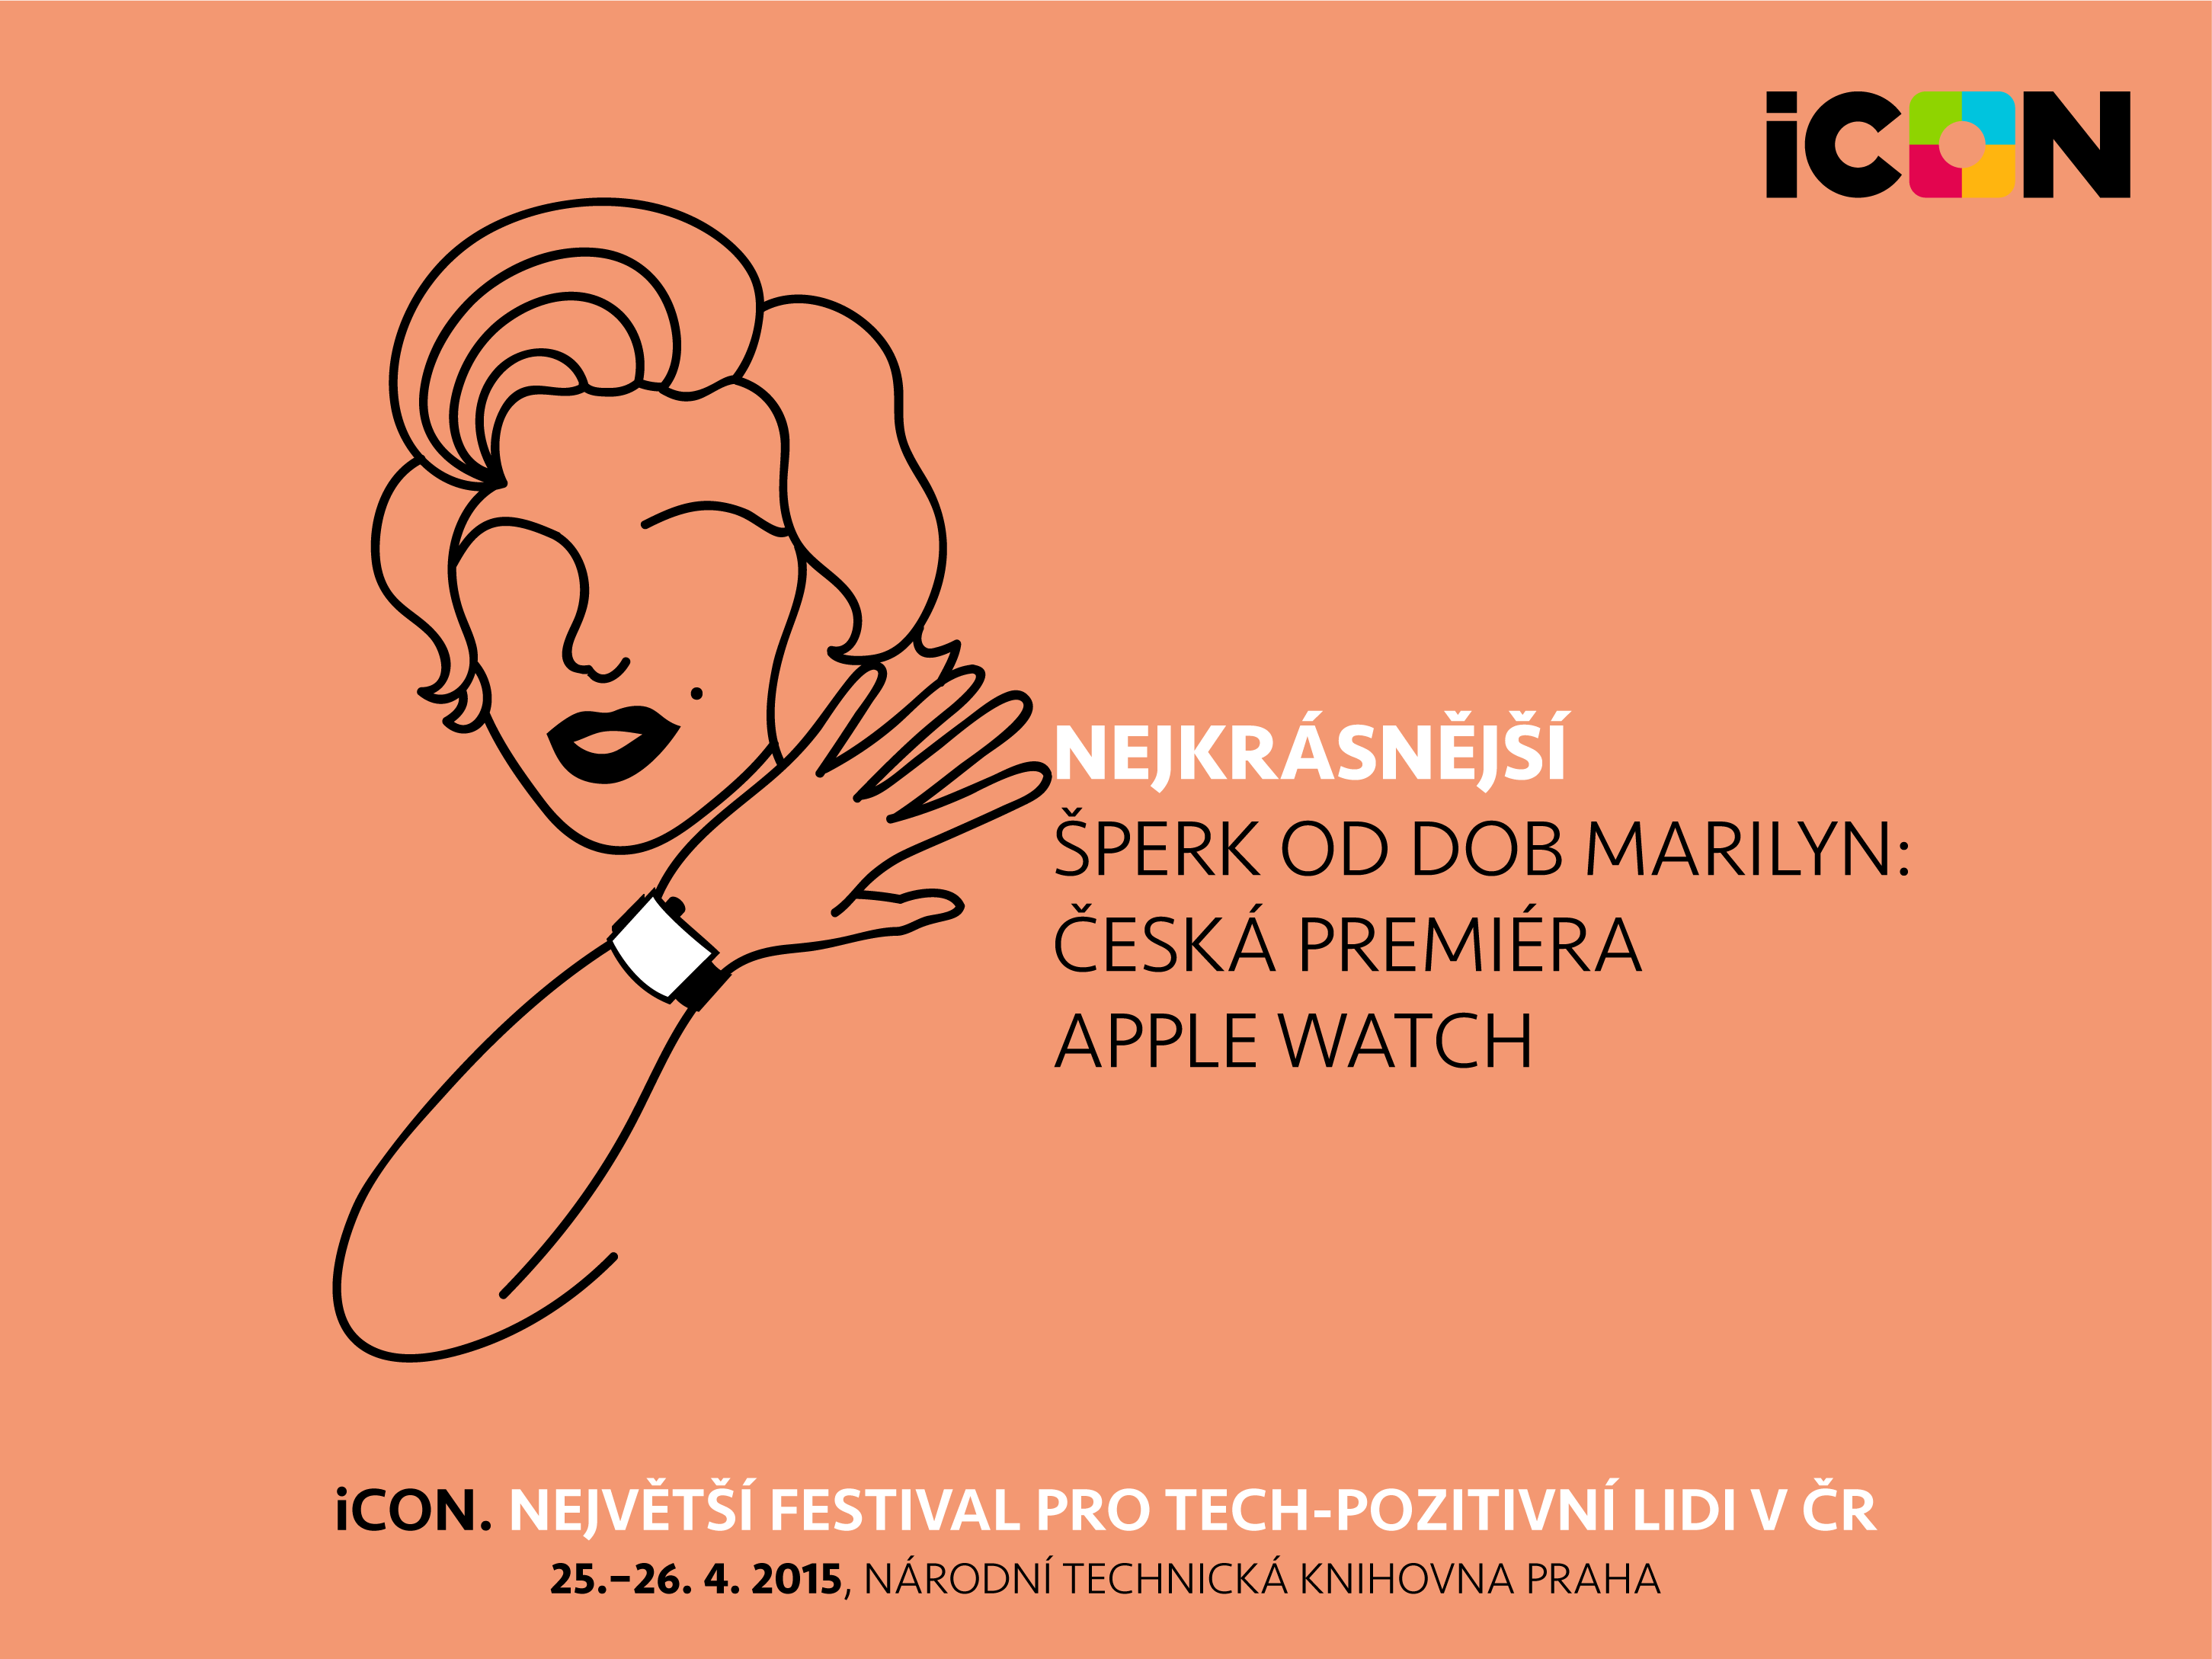 iCON
NEJKRÁSNĚJŠÍ
ŠPERK OD DOB MARILYN:
ČESKÁ PREMIÉRA
APPLE WATCH
iCON. NEJVĚTŠÍ FESTIVAL PRO TECH-POZITIVNÍ LIDI V ČR
25.–26. 4. 2015, NÁRODNÍ TECHNICKÁ KNIHOVNA PRAHA